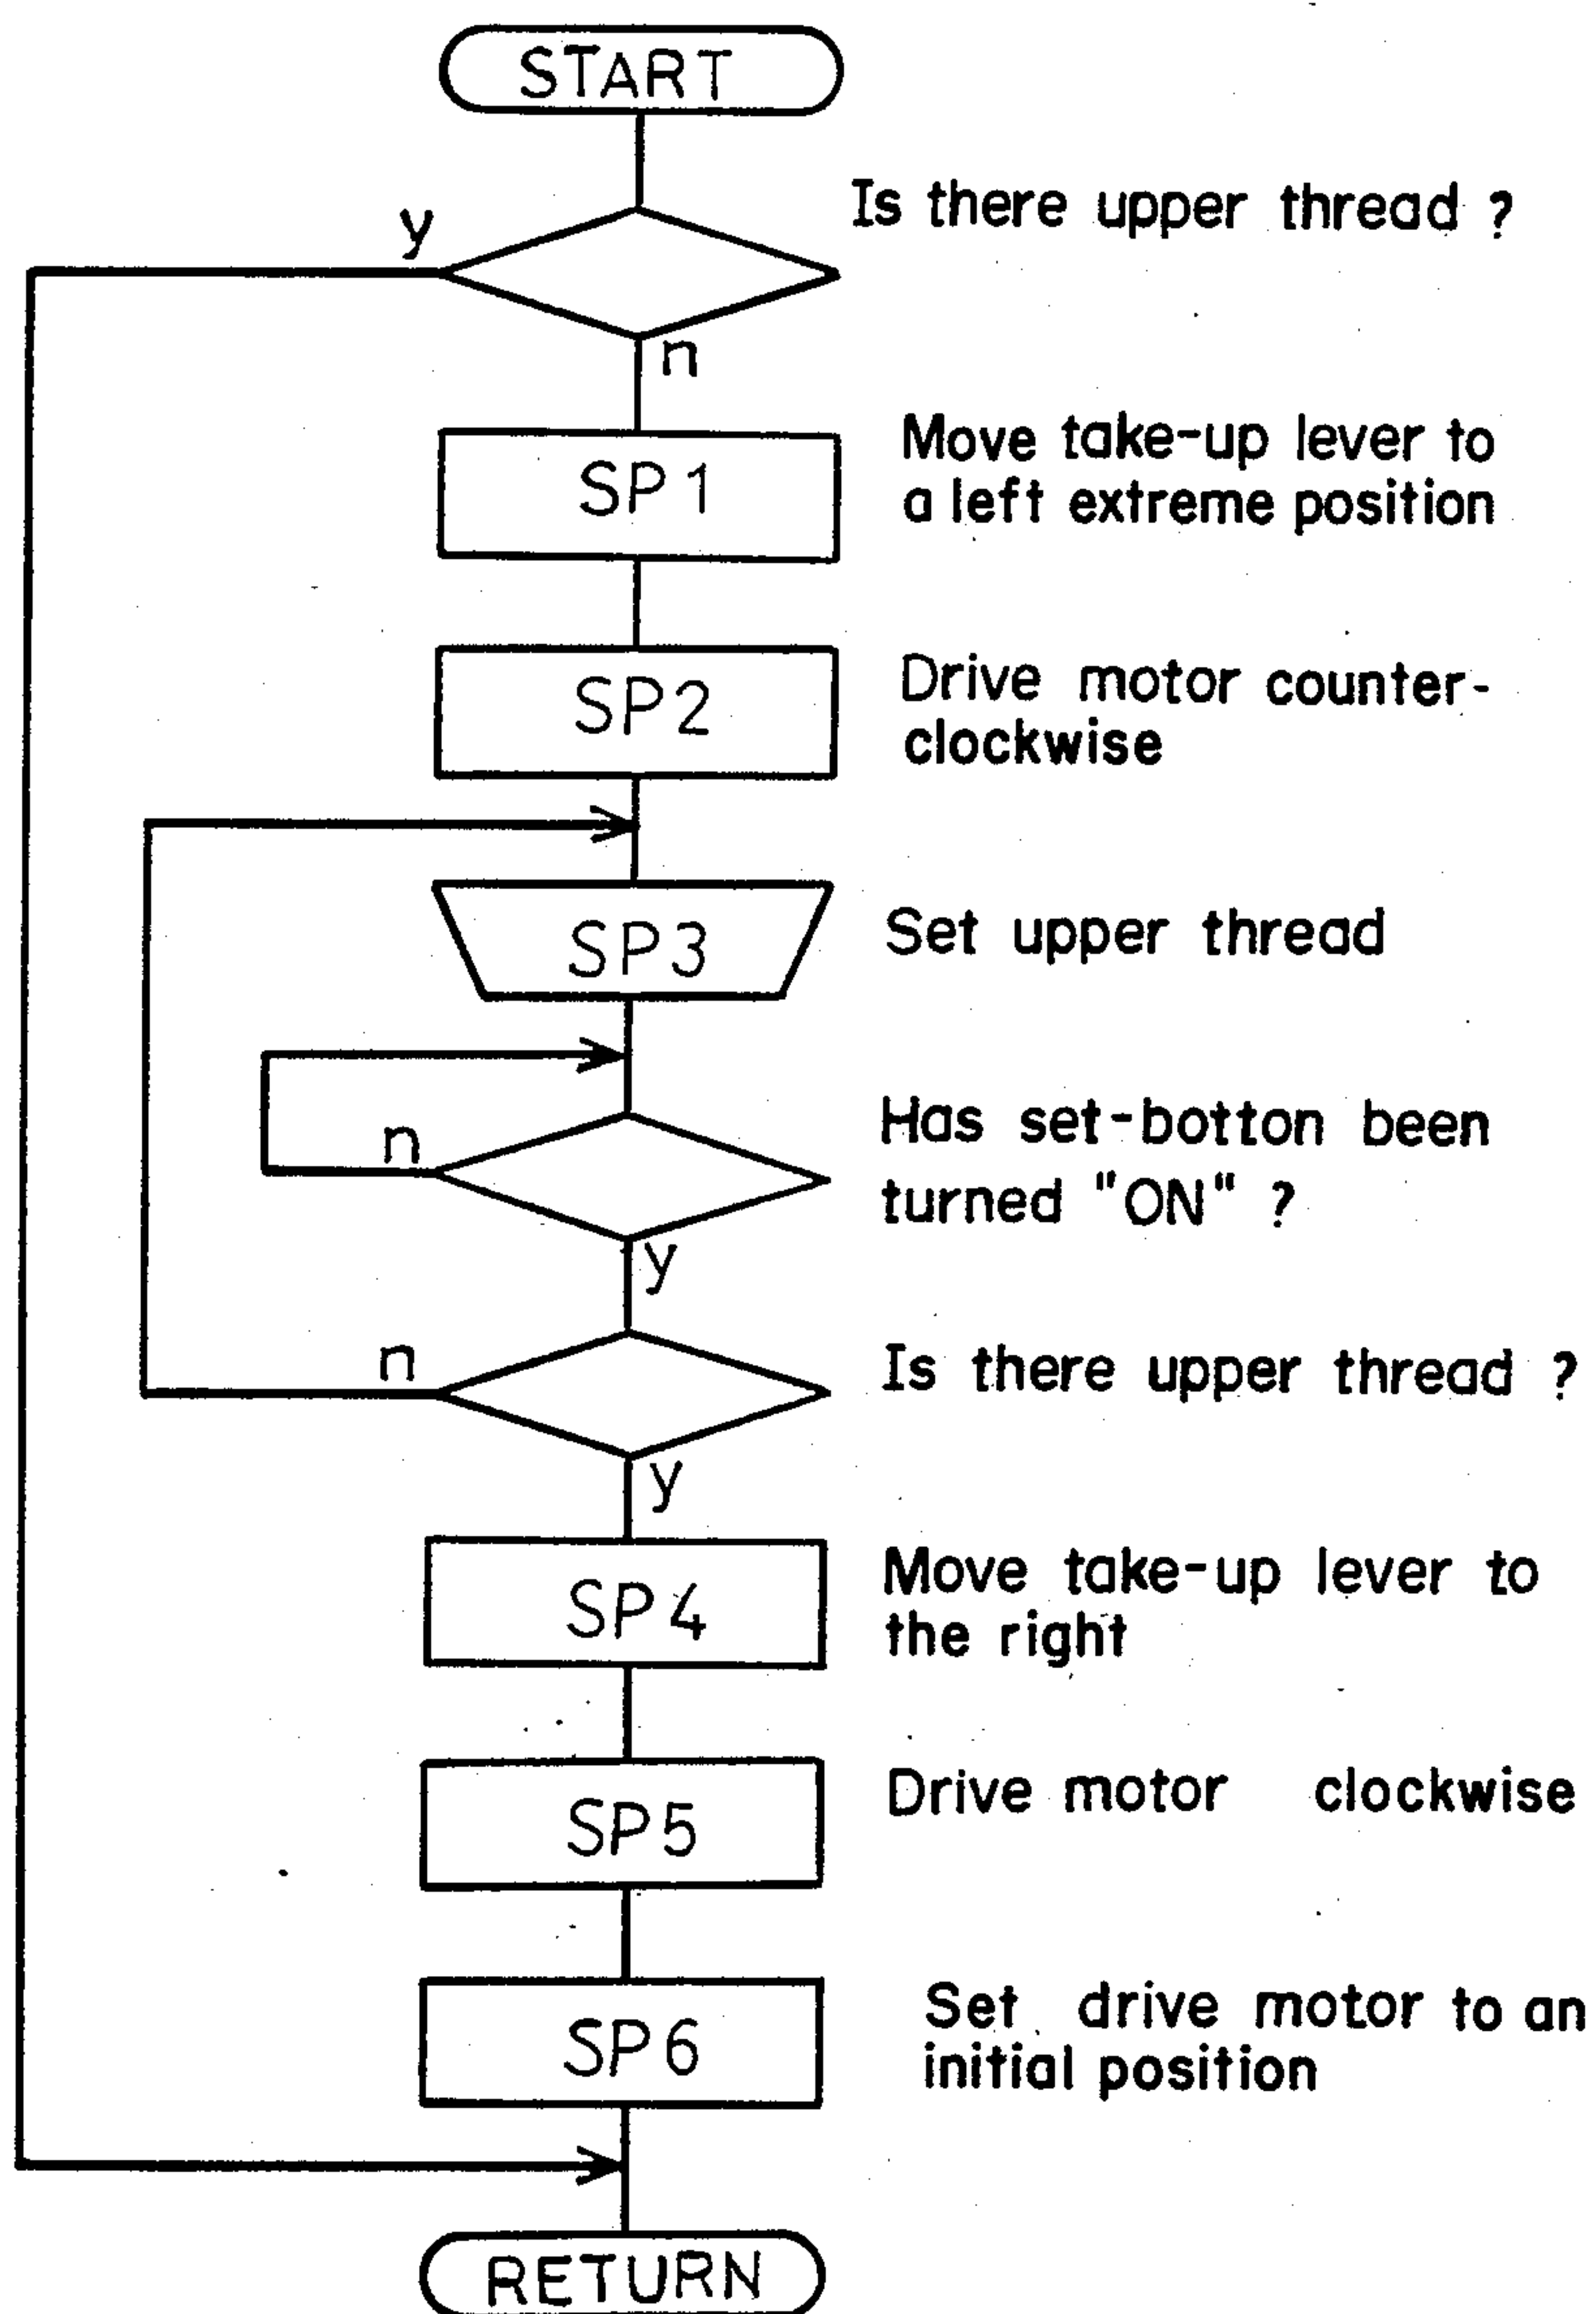 START
Is there upper thread ?
y
n
SP1
Move take-up lever to
a left extreme position
SP2
Drive motor counter-
clockwise
SP3
Set upper thread
Has set-botton been
turned "ON" ?
n
y
Is there upper thread ?
n
y
SP4
Move take-up lever to
the right
SP5
Drive motor clockwise
SP6
Set drive motor to an
initial position
RETURN